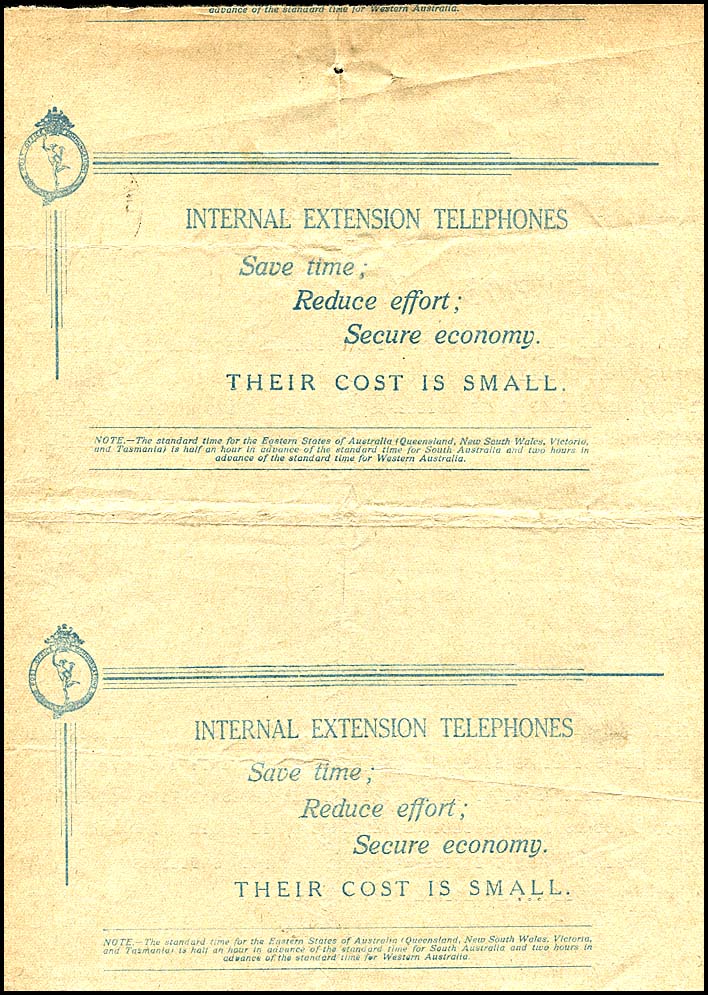 advance of the standard time for Western Australia.
POST OFFICE COMMUNICATIONS
INTERNAL EXTENSION TELEPHONES
Save time;
Reduce effort;
Secure economy.
THEIR COST IS SMALL.
NOTE.—The standard time for the Eastern States of Australia (Queensland, New South Wales, Victoria,
and Tasmania) is half an hour in advance of the standard time for South Australia and two hours in
advance of the standard time for Western Australia.
POST OFFICE COMMUNICATIONS
INTERNAL EXTENSION TELEPHONES
Save time;
Reduce effort;
Secure economy.
THEIR COST IS SMALL.
NOTE.—The standard time for the Eastern States of Australia (Queensland, New South Wales, Victoria,
and Tasmania) is half an hour in advance of the standard time for South Australia and two hours in
advance of the standard time for Western Australia.